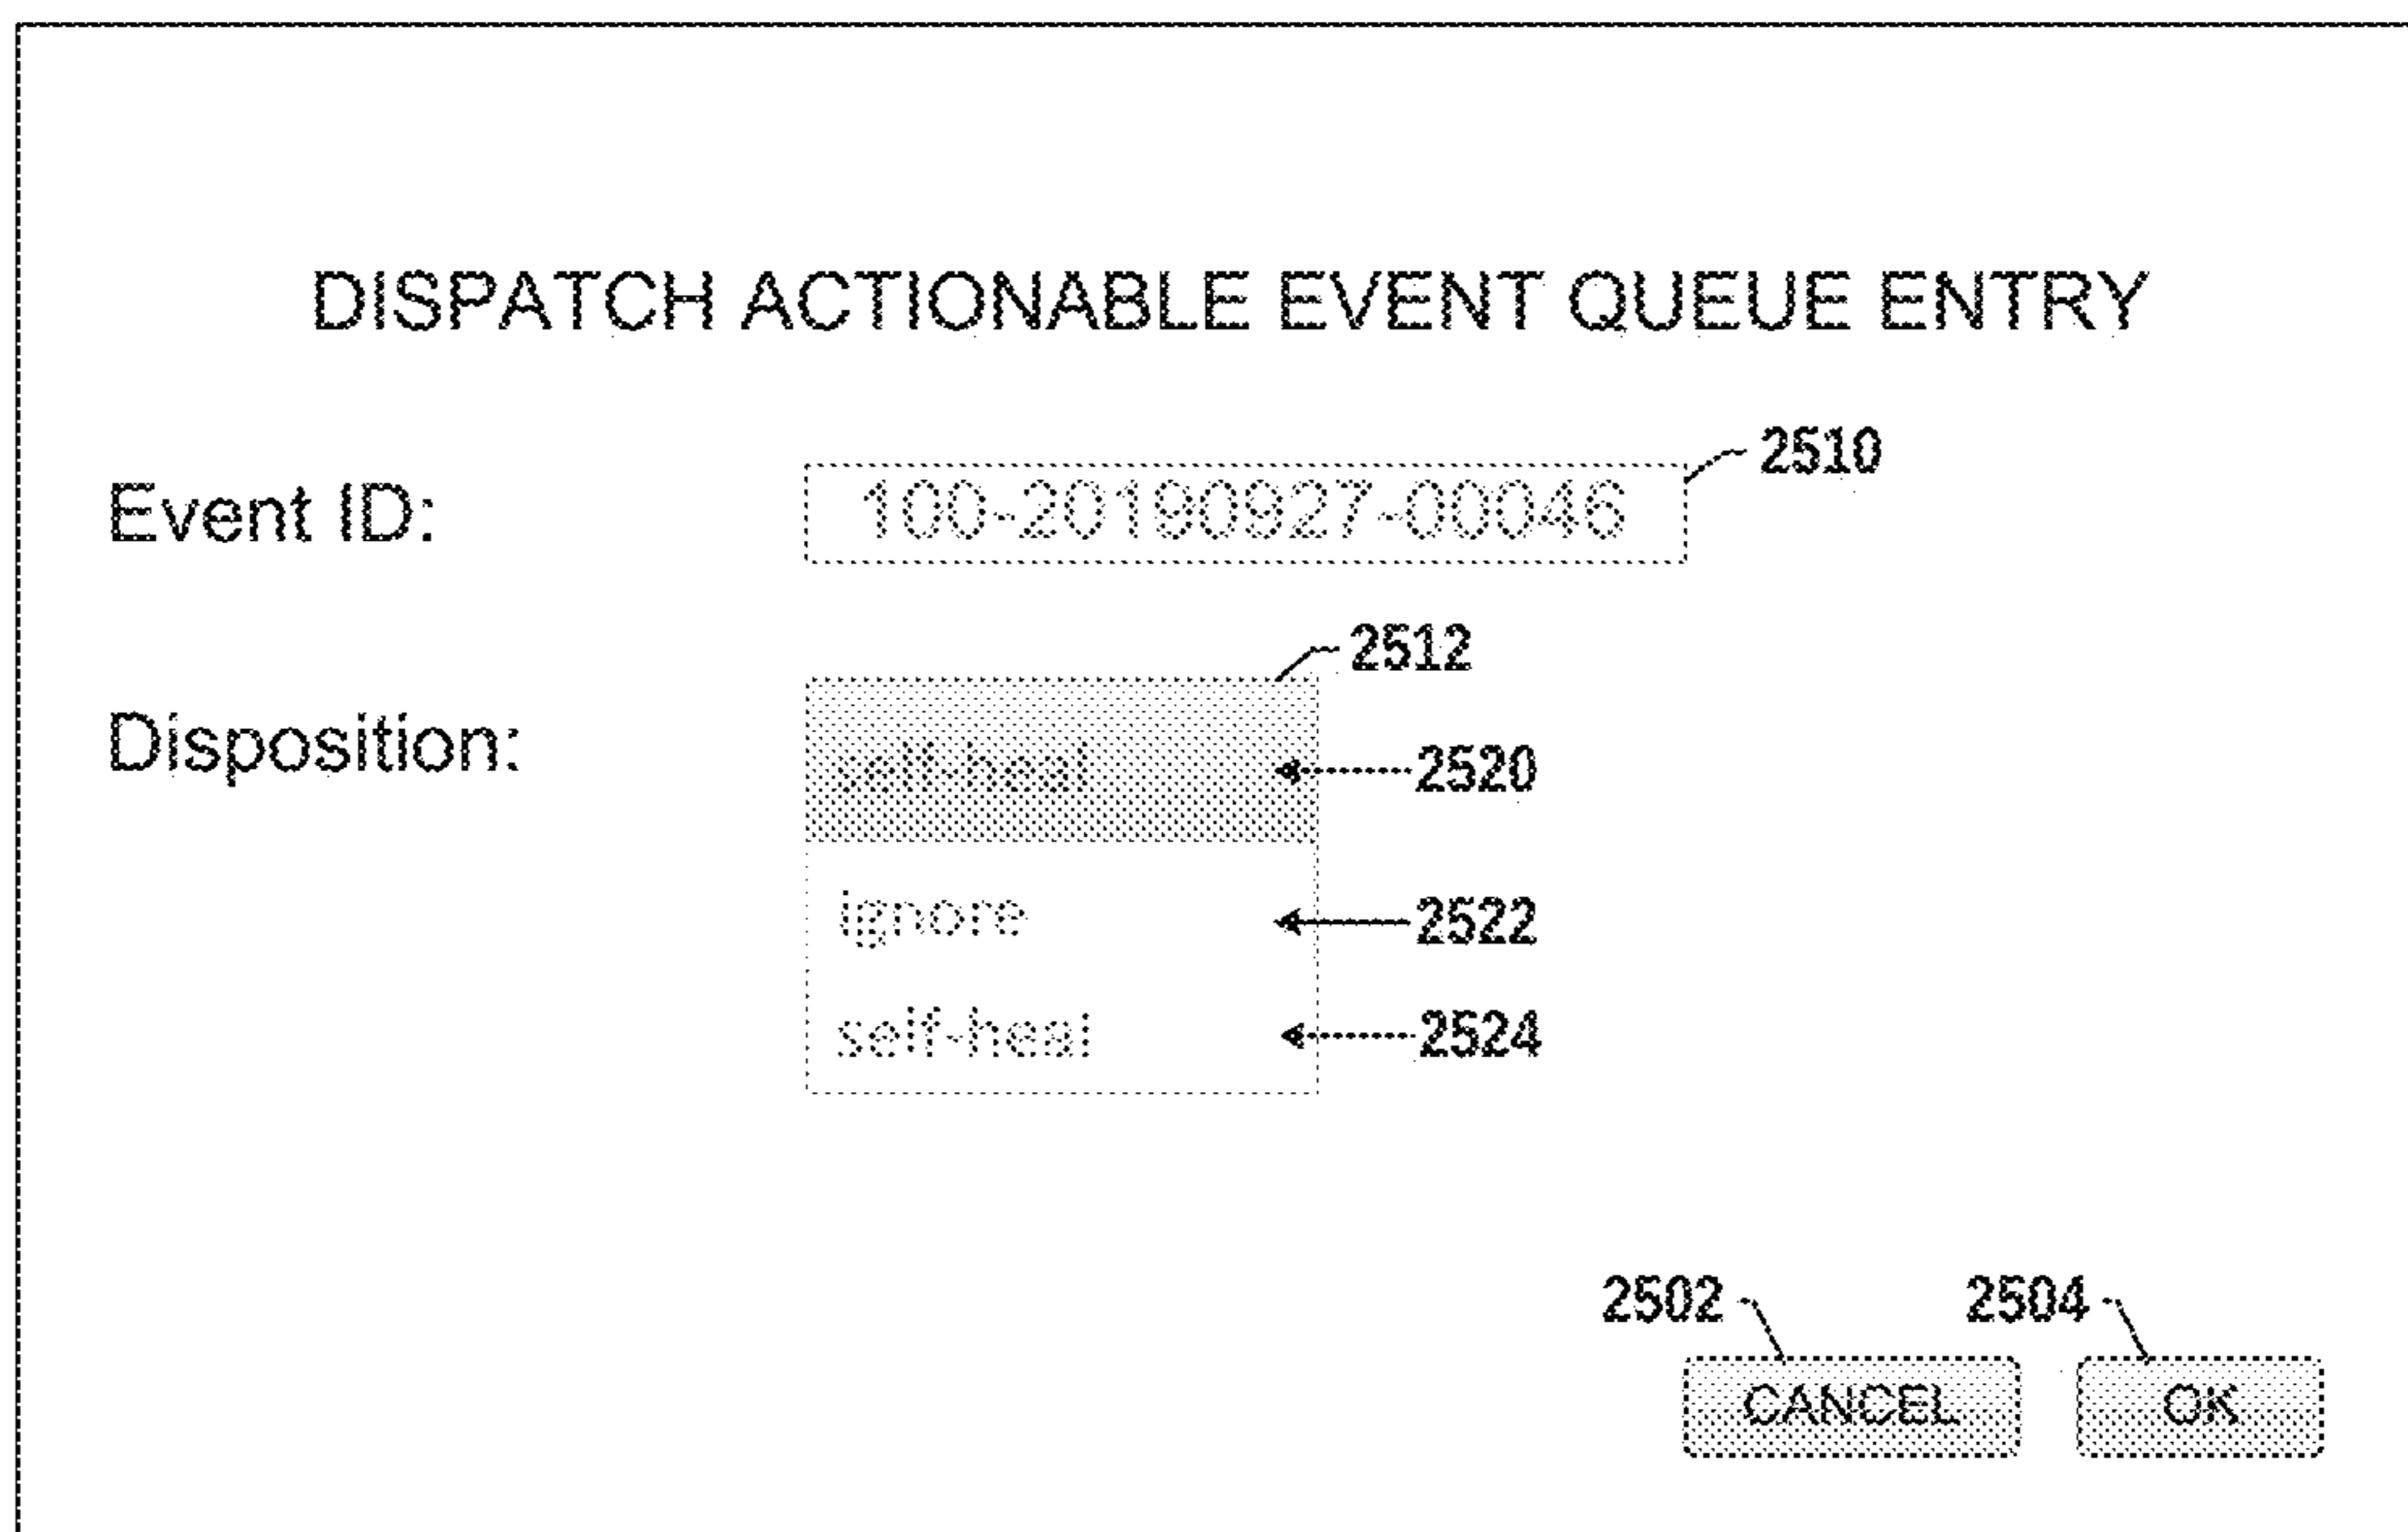 DISPATCH ACTIONABLE EVENT QUEUE ENTRY
2510
Event ID: 100-20190927-00046
2512
Disposition: self-heal 2520
ignore 2522
self-heal 2524
2502 2504
CANCEL OK